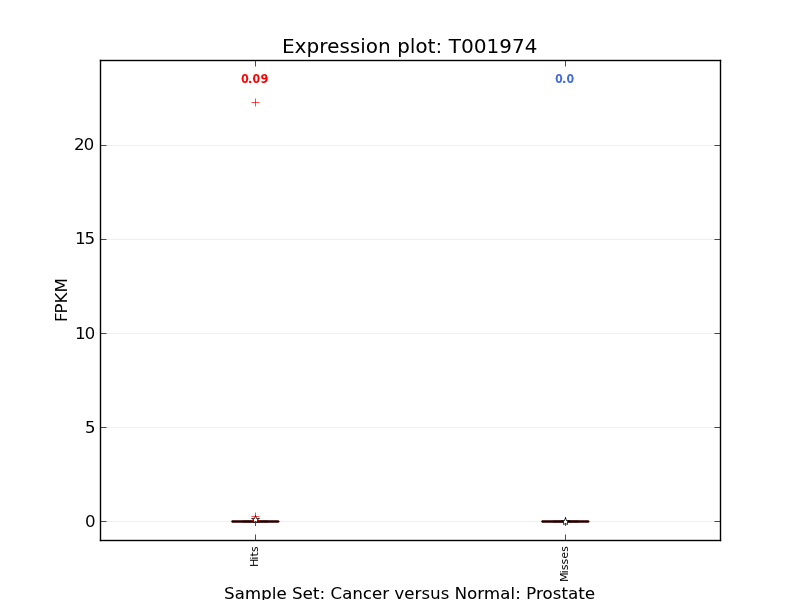 Expression plot: T001974
0.09
0.0
20
15
10
5
0
FPKM
Hits
Misses
Sample Set: Cancer versus Normal: Prostate